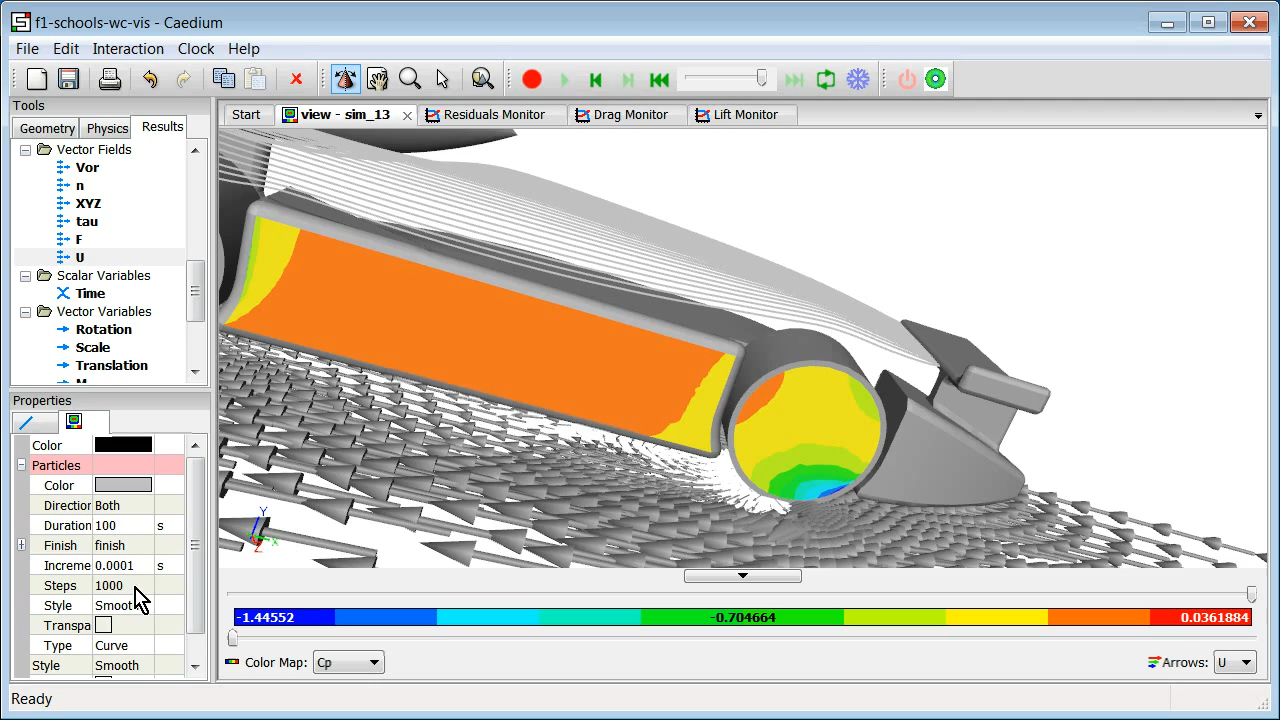 f1-schools-wc-vis - Caedium
File Edit Interaction Clock Help
Tools
Geometry Physics Results
Vector Fields
Vor
n
XYZ
tau
F
U
Scalar Variables
Time
Vector Variables
Rotation
Scale
Translation
Start view - sim_13 Residuals Monitor Drag Monitor Lift Monitor
Properties
Color
Particles
Color
Direction Both
Duration 100 s
Finish finish
Increme 0.0001 s
Steps 1000
Style Smoot
Transpa
Type Curve
Style Smooth
Y
X
Z
-1.44552 -0.704664 0.0361884
Color Map: Cp Arrows: U
Ready